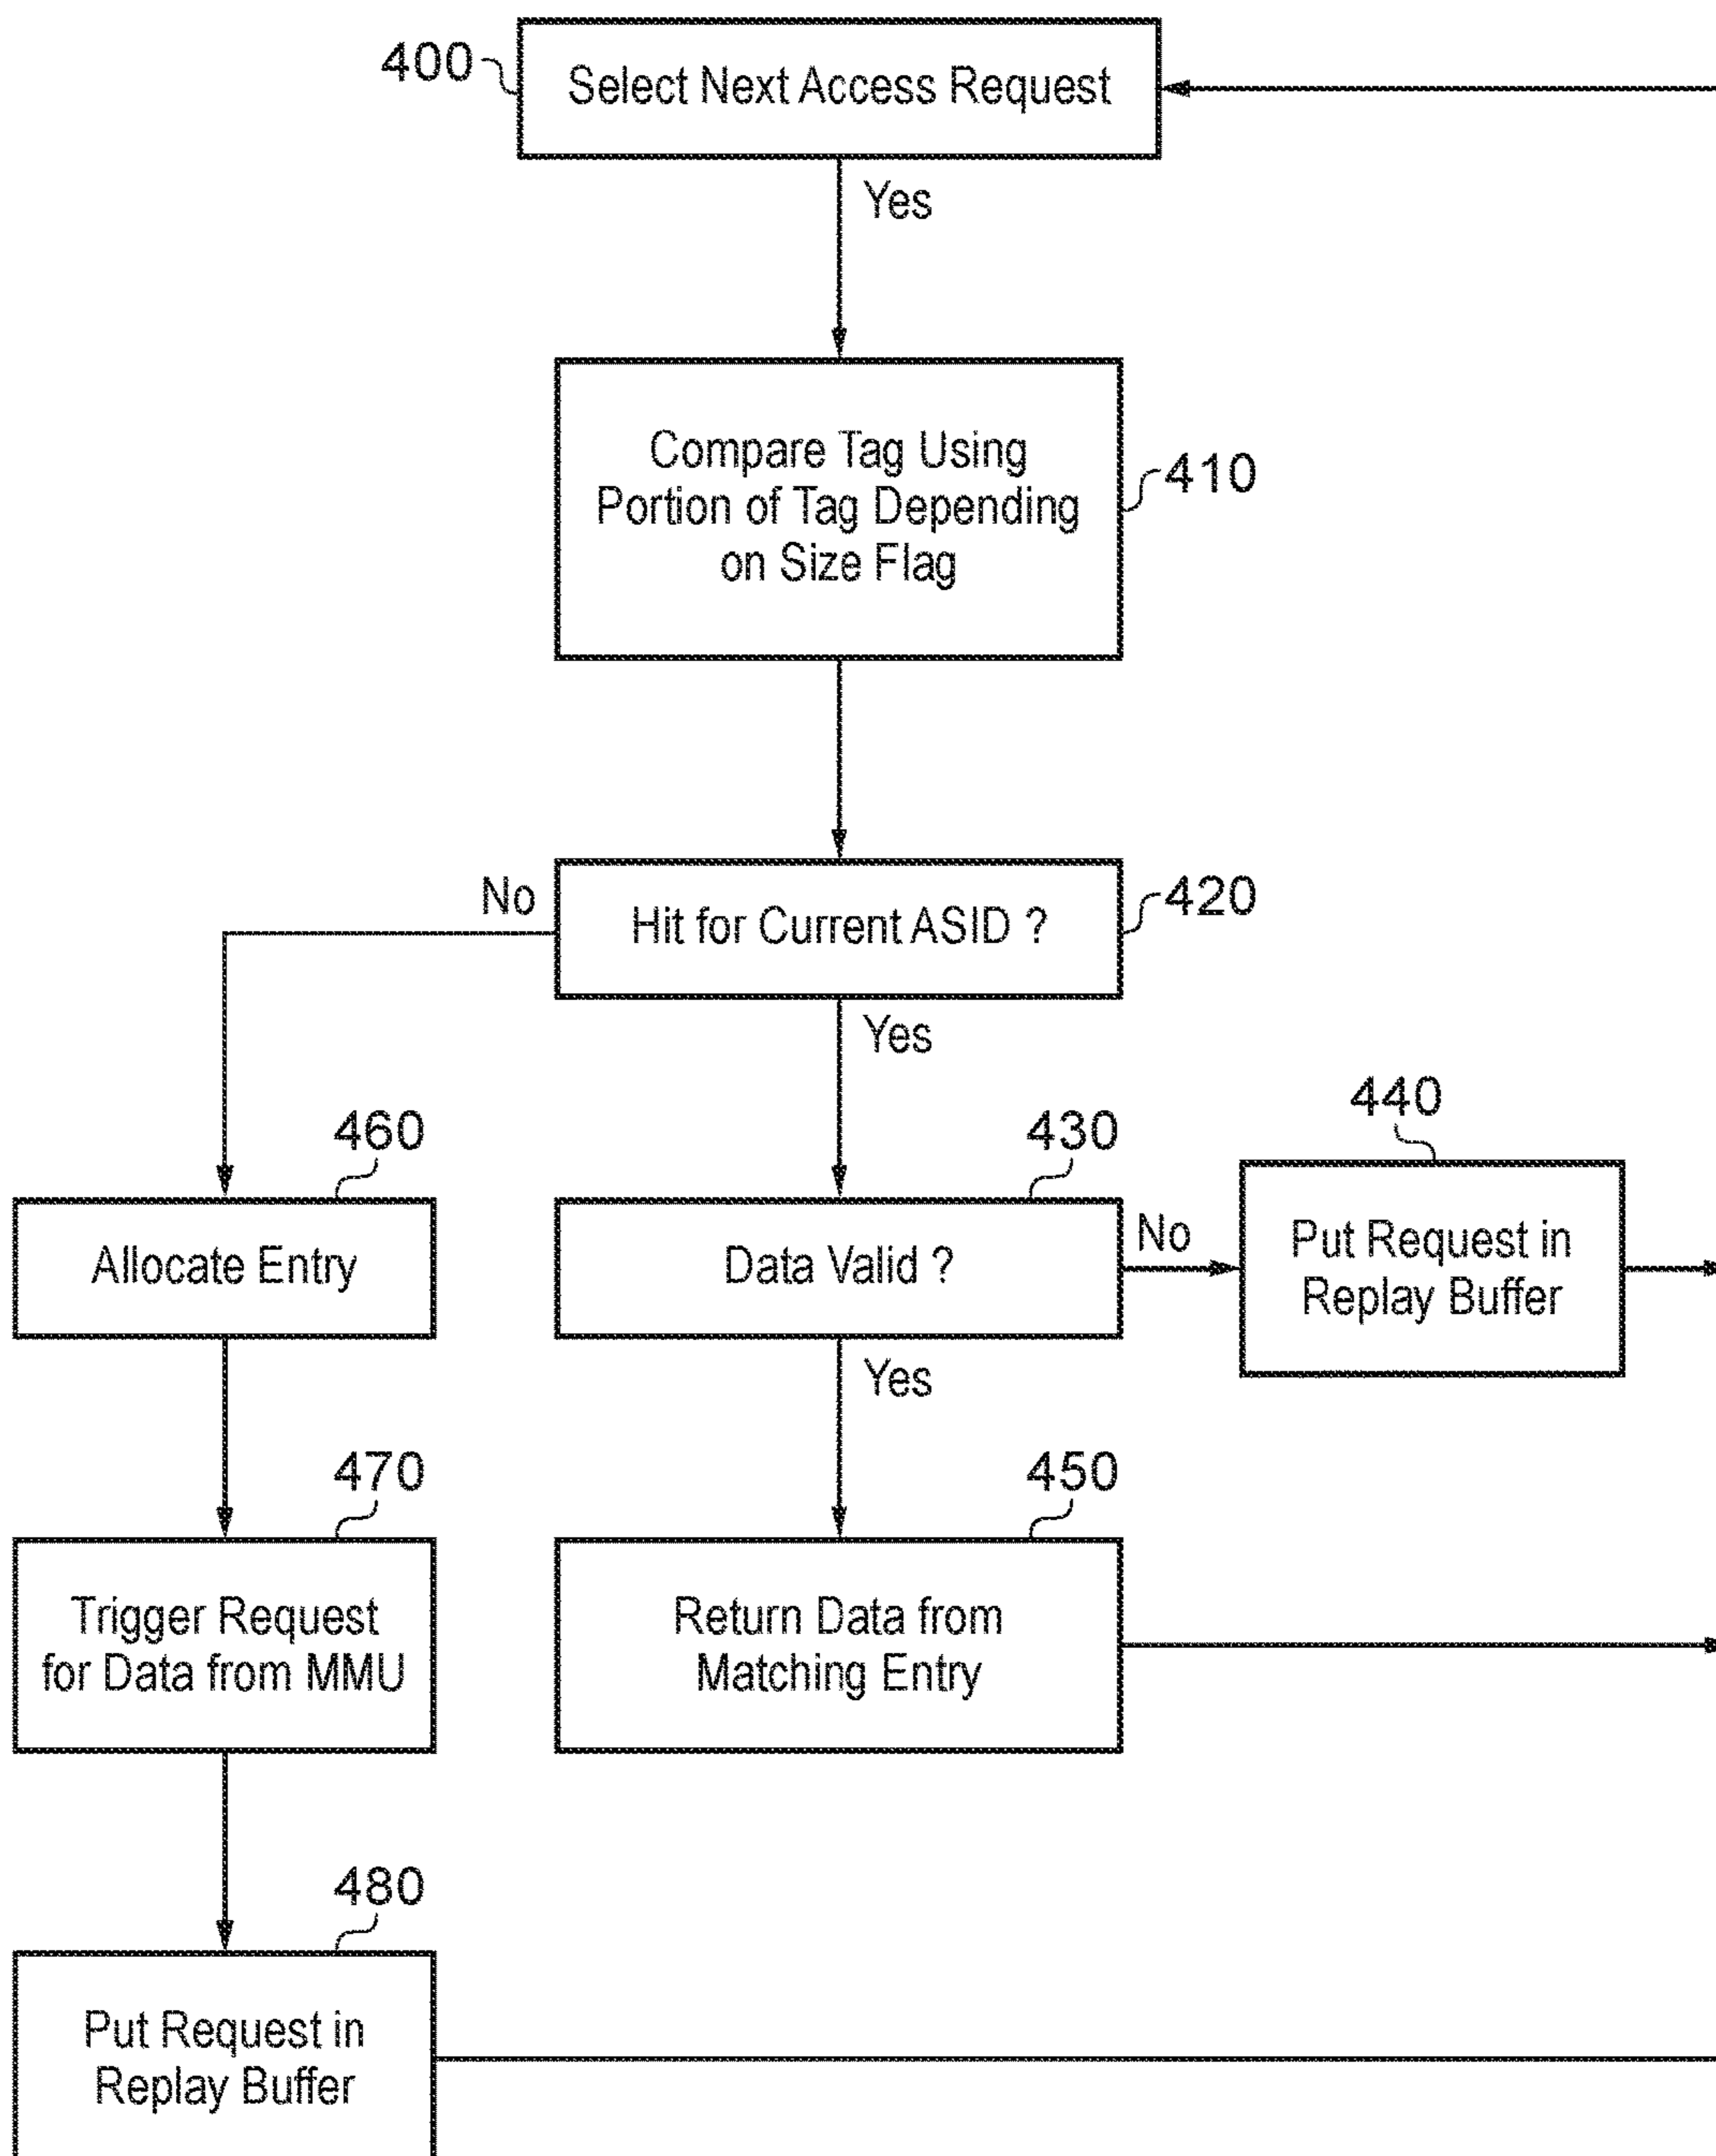 400
Select Next Access Request
Yes
Compare Tag Using
Portion of Tag Depending
on Size Flag
410
No
Hit for Current ASID ?
420
Yes
460
430
440
Allocate Entry
Data Valid ?
No
Put Request in
Replay Buffer
Yes
470
450
Trigger Request
for Data from MMU
Return Data from
Matching Entry
480
Put Request in
Replay Buffer